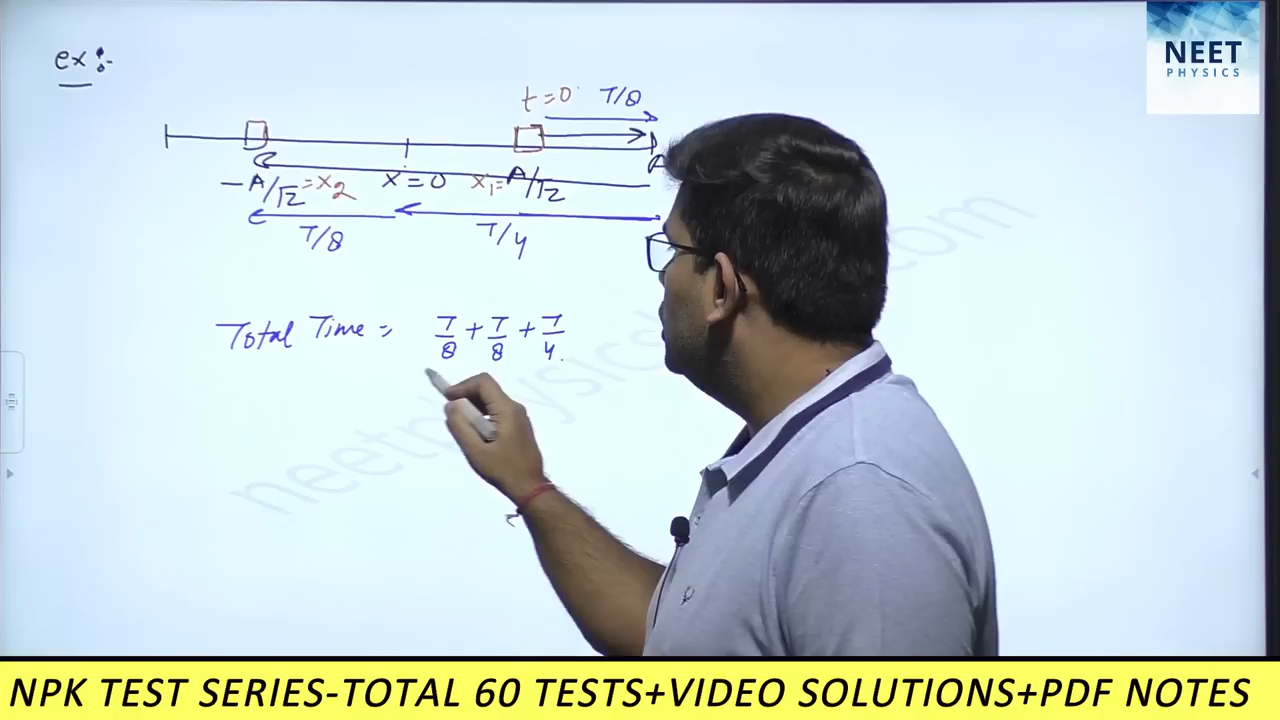 NEET
PHYSICS
ex:-
t=0 T/8
-A/√2=x2 x=0 x1=A/√2 A
T/8 T/4
Total Time = T/8 + T/8 + T/4
NPK TEST SERIES-TOTAL 60 TESTS+VIDEO SOLUTIONS+PDF NOTES